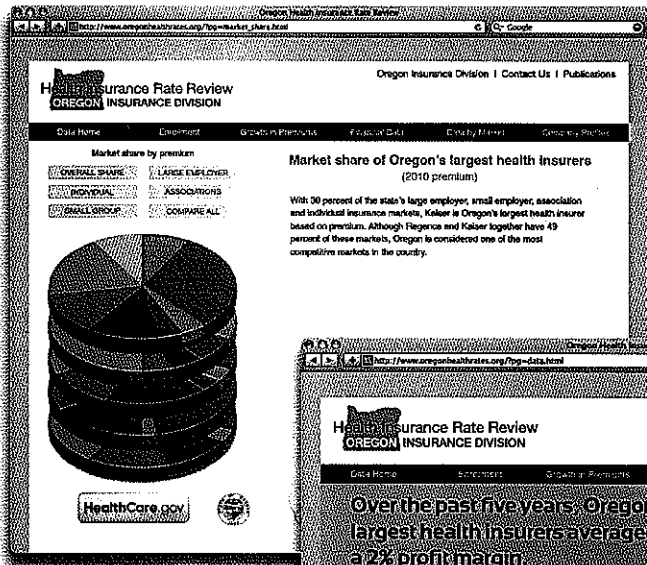 Oregon Health Insurance Rate Review
http://www.oregonhealthrates.org/?pg=market_share.html
Google
Oregon Insurance Division | Contact Us | Publications
Health Insurance Rate Review
OREGON INSURANCE DIVISION
Data Home Enrollment Growth in Premiums Financial Data Data by Market Company Profiles
Market share by premium
OVERALL SHARE LARGE EMPLOYER
INDIVIDUAL ASSOCIATIONS
SMALL GROUP COMPARE ALL
Market share of Oregon's largest health insurers
(2010 premium)
With 30 percent of the state's large employer, small employer, association
and individual insurance markets, Kaiser is Oregon's largest health insurer
based on premium. Although Regence and Kaiser together have 49
percent of these markets, Oregon is considered one of the most
competitive markets in the country.
HealthCare.gov
Oregon Health Insu
http://www.oregonhealthrates.org/?pg=data.html
Health Insurance Rate Review
OREGON INSURANCE DIVISION
Data Home Enrollment Growth in Premiums
Over the past five years, Orego
largest health insurers average
a 2% profit margin.